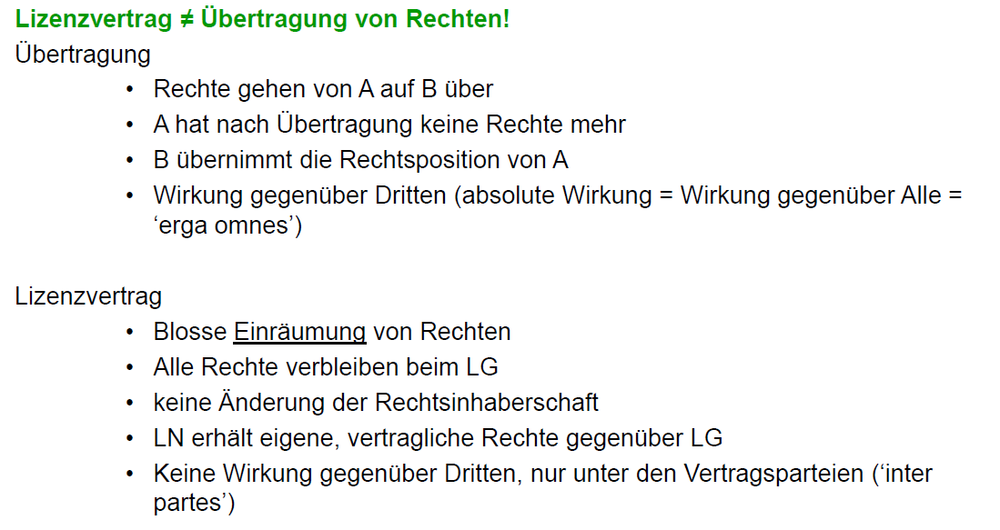 Lizenzvertrag ≠ Übertragung von Rechten!
Übertragung
• Rechte gehen von A auf B über
• A hat nach Übertragung keine Rechte mehr
• B übernimmt die Rechtsposition von A
• Wirkung gegenüber Dritten (absolute Wirkung = Wirkung gegenüber Alle =
‘erga omnes’)
Lizenzvertrag
• Blosse Einräumung von Rechten
• Alle Rechte verbleiben beim LG
• keine Änderung der Rechtsinhaberschaft
• LN erhält eigene, vertragliche Rechte gegenüber LG
• Keine Wirkung gegenüber Dritten, nur unter den Vertragsparteien (‘inter
partes’)